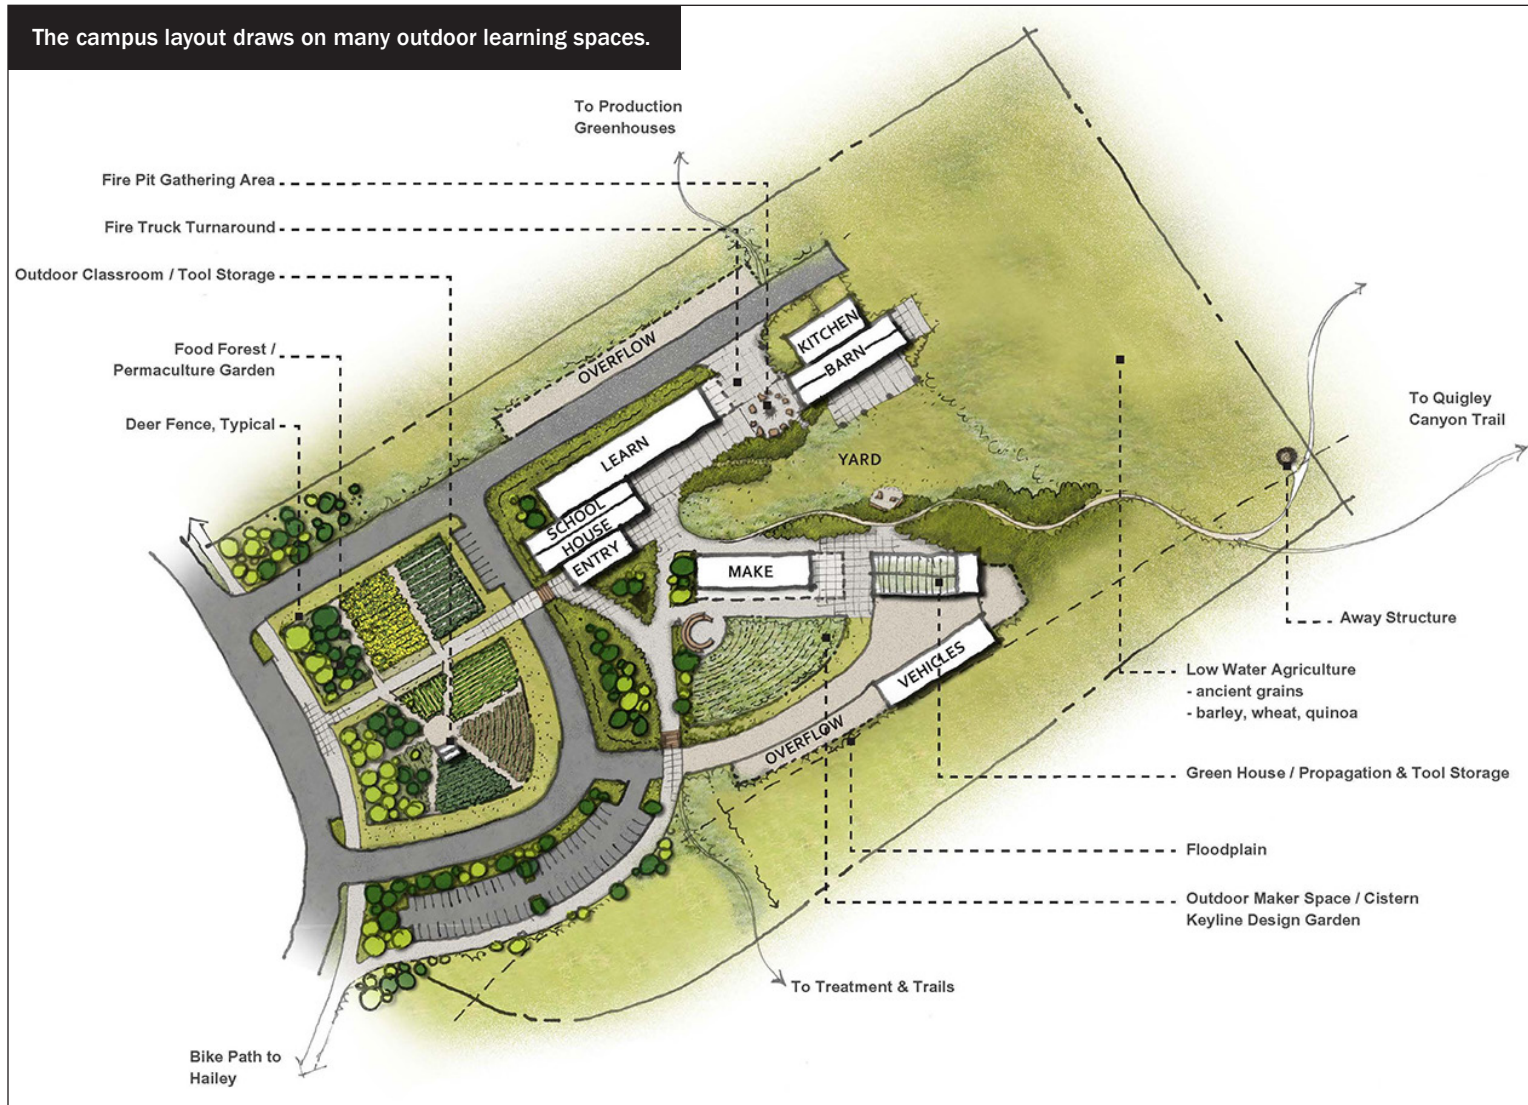 The campus layout draws on many outdoor learning spaces.
To Production
Greenhouses
Fire Pit Gathering Area
Fire Truck Turnaround
Outdoor Classroom / Tool Storage
Food Forest /
Permaculture Garden
Deer Fence, Typical
OVERFLOW
KITCHEN
BARN
LEARN
SCHOOL
HOUSE
ENTRY
YARD
MAKE
VEHICLES
OVERFLOW
To Quigley
Canyon Trail
Away Structure
Low Water Agriculture
- ancient grains
- barley, wheat, quinoa
Green House / Propagation & Tool Storage
Floodplain
Outdoor Maker Space / Cistern
Keyline Design Garden
To Treatment & Trails
Bike Path to
Hailey